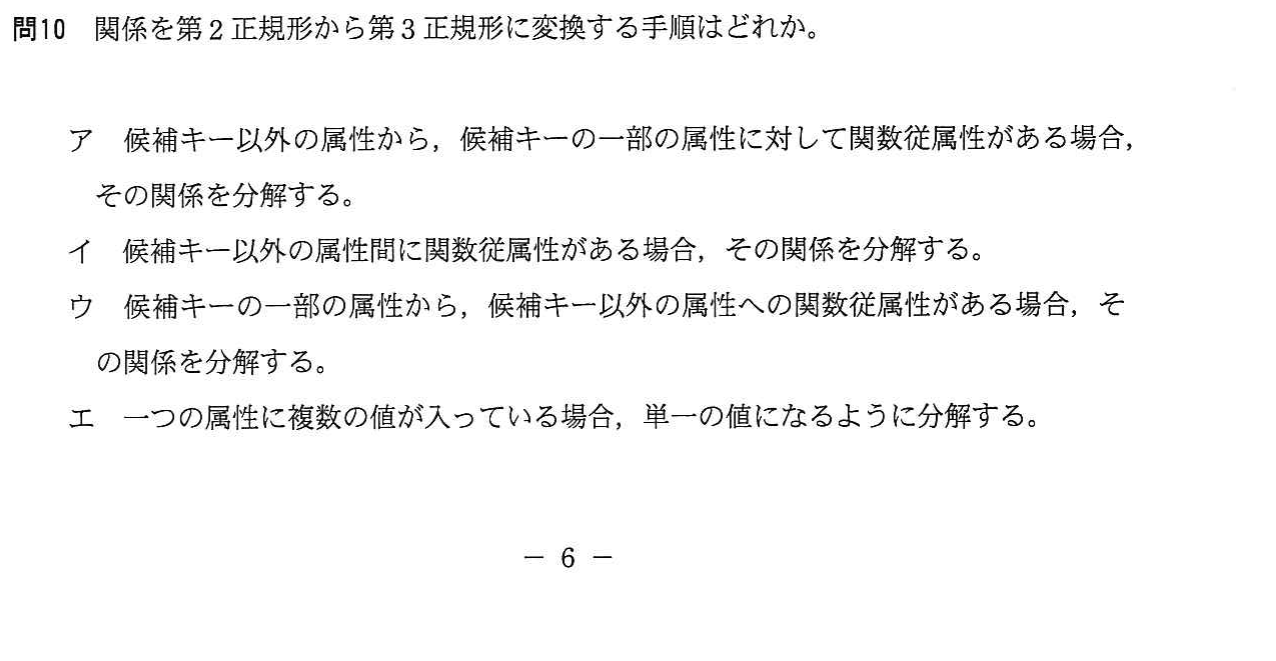 問10 関係を第２正規形から第３正規形に変換する手順はどれか。
ア 候補キー以外の属性から，候補キーの一部の属性に対して関数従属性がある場合，
その関係を分解する。
イ 候補キー以外の属性間に関数従属性がある場合，その関係を分解する。
ウ 候補キーの一部の属性から，候補キー以外の属性への関数従属性がある場合，そ
の関係を分解する。
エ 一つの属性に複数の値が入っている場合，単一の値になるように分解する。
－ 6 －